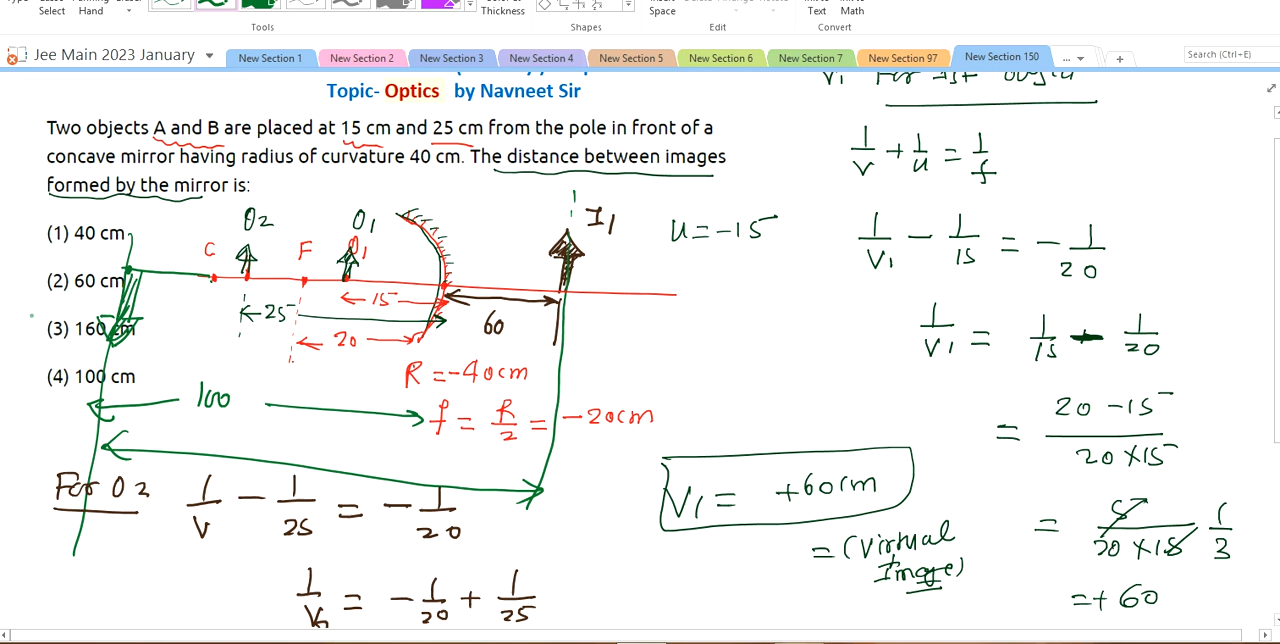 Select Hand
Thickness
Space
Text Math
Tools
Shapes
Edit
Convert
Jee Main 2023 January
New Section 1 New Section 2 New Section 3 New Section 4 New Section 5 New Section 6 New Section 7 New Section 97 New Section 150 ...
Search (Ctrl+E)
Topic- Optics by Navneet Sir
Two objects A and B are placed at 15 cm and 25 cm from the pole in front of a
concave mirror having radius of curvature 40 cm. The distance between images
formed by the mirror is:
(1) 40 cm
(2) 60 cm
(3) 160 cm
(4) 100 cm
O2 O1 I1
C F O1
25 15 60
20
R = -40cm
100
f = R/2 = -20cm
For O2 1/V - 1/25 = -1/20
= -1/20 + 1/25
V1 For Ist
1/V + 1/u = 1/f
u = -15
1/V1 - 1/15 = -1/20
1/V1 = 1/15 - 1/20
= 20 - 15 / 20 × 15
V1 = +60cm
= (Virtual
Image)
= 5 / 20 × 15 1/3
= + 60